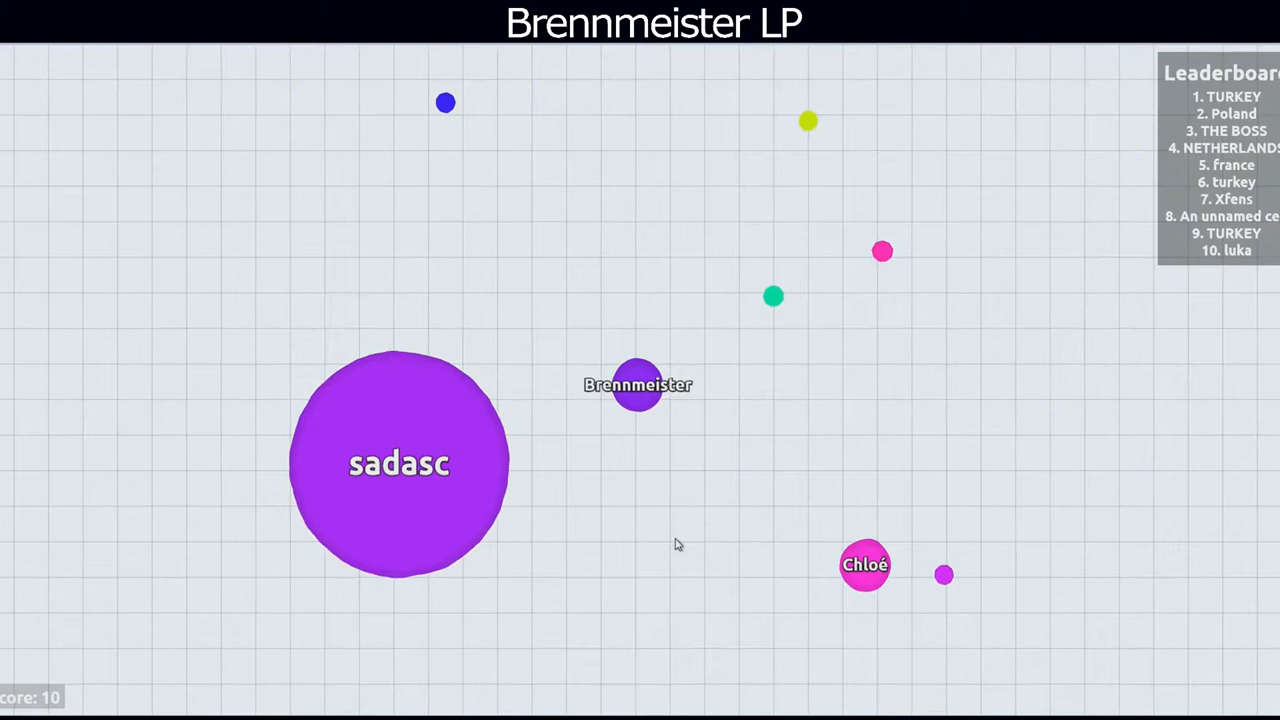 Brennmeister LP
Leaderboar
1. TURKEY
2. Poland
3. THE BOSS
4. NETHERLANDS
5. france
6. turkey
7. Xfens
8. An unnamed ce
9. TURKEY
10. luka
Brennmeister
sadasc
Chloé
core: 10